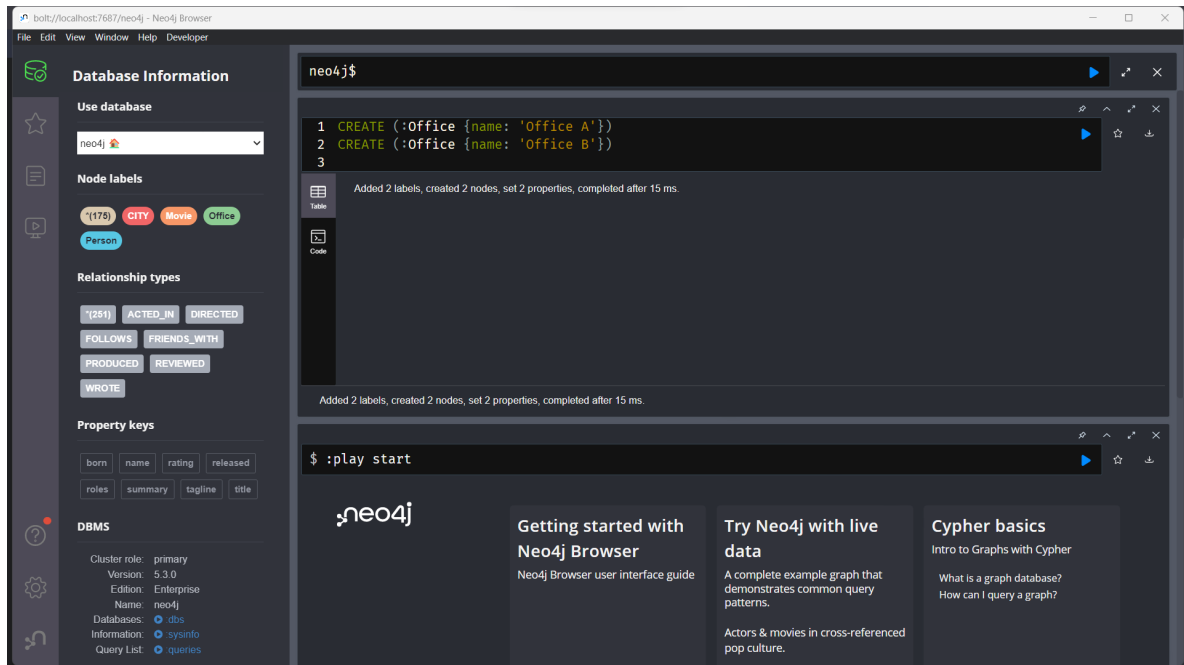 bolt://localhost:7687/neo4j - Neo4j Browser
File Edit View Window Help Developer
Database Information
Use database
neo4j
Node labels
*(175) CITY Movie Office
Person
Relationship types
*(251) ACTED_IN DIRECTED
FOLLOWS FRIENDS_WITH
PRODUCED REVIEWED
WROTE
Property keys
born name rating released
roles summary tagline title
DBMS
Cluster role: primary
Version: 5.3.0
Edition: Enterprise
Name: neo4j
Databases: dbs
Information: sysinfo
Query List: queries
neo4j$
1 CREATE (:Office {name: 'Office A'})
2 CREATE (:Office {name: 'Office B'})
3
Table
Code
Added 2 labels, created 2 nodes, set 2 properties, completed after 15 ms.
Added 2 labels, created 2 nodes, set 2 properties, completed after 15 ms.
$ :play start
neo4j
Getting started with
Neo4j Browser
Neo4j Browser user interface guide
Try Neo4j with live
data
A complete example graph that
demonstrates common query
patterns.
Actors & movies in cross-referenced
pop culture.
Cypher basics
Intro to Graphs with Cypher
What is a graph database?
How can I query a graph?